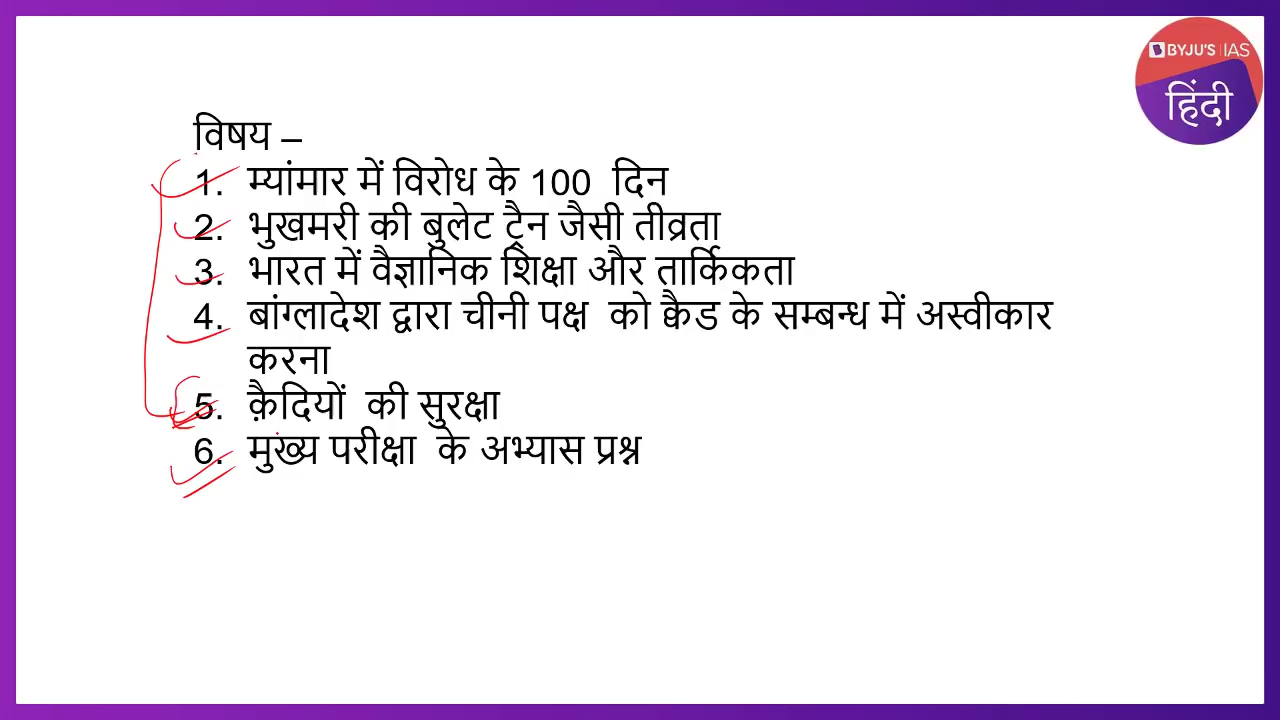 BYJU'S IAS
हिंदी
विषय –
1. म्यांमार में विरोध के 100 दिन
2. भुखमरी की बुलेट ट्रैन जैसी तीव्रता
3. भारत में वैज्ञानिक शिक्षा और तार्किकता
4. बांग्लादेश द्वारा चीनी पक्ष को क्वैड के सम्बन्ध में अस्वीकार
करना
5. क़ैदियों की सुरक्षा
6. मुख्य परीक्षा के अभ्यास प्रश्न